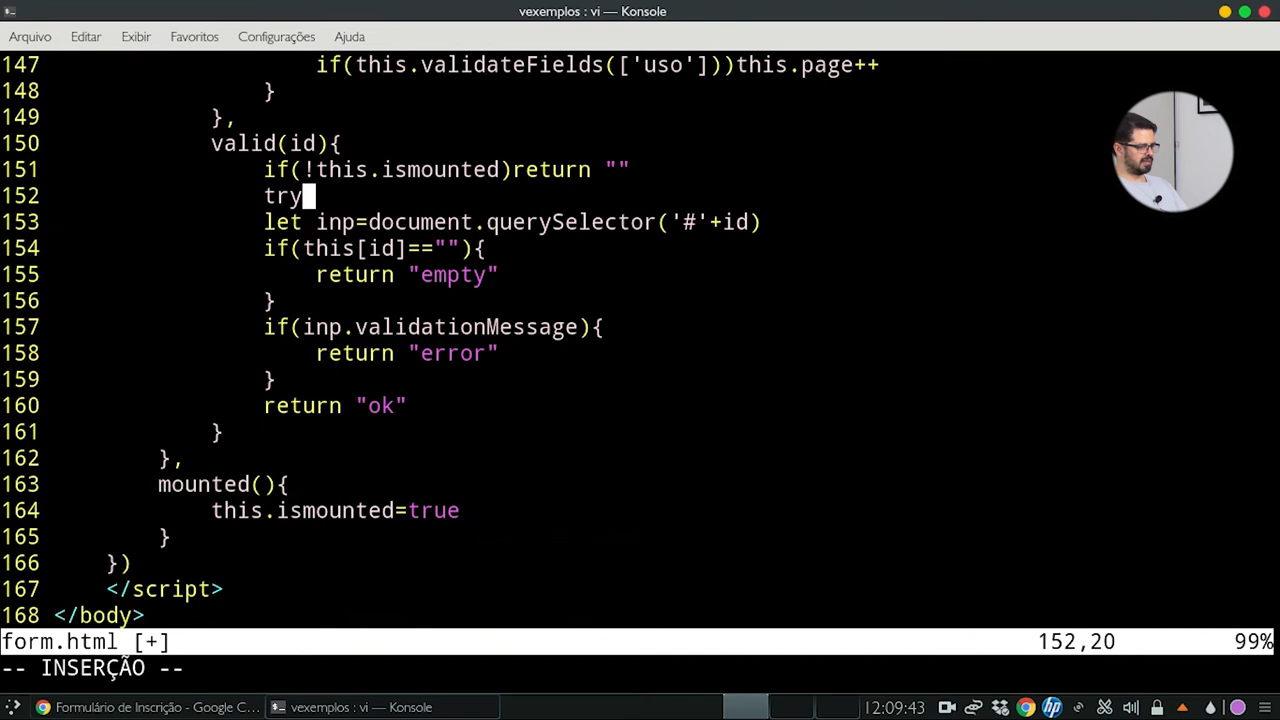 vexemplos : vi — Konsole
Arquivo Editar Exibir Favoritos Configurações Ajuda
147 if(this.validateFields(['uso']))this.page++
148 }
149 },
150 valid(id){
151 if(!this.ismounted)return ""
152 try
153 let inp=document.querySelector('#'+id)
154 if(this[id]==""){
155 return "empty"
156 }
157 if(inp.validationMessage){
158 return "error"
159 }
160 return "ok"
161 }
162 },
163 mounted(){
164 this.ismounted=true
165 }
166 })
167 </script>
168 </body>
form.html [+] 152,20 99%
-- INSERÇÃO --
Formulário de Inscrição - Google C... vexemplos : vi — Konsole hp 12:09:43